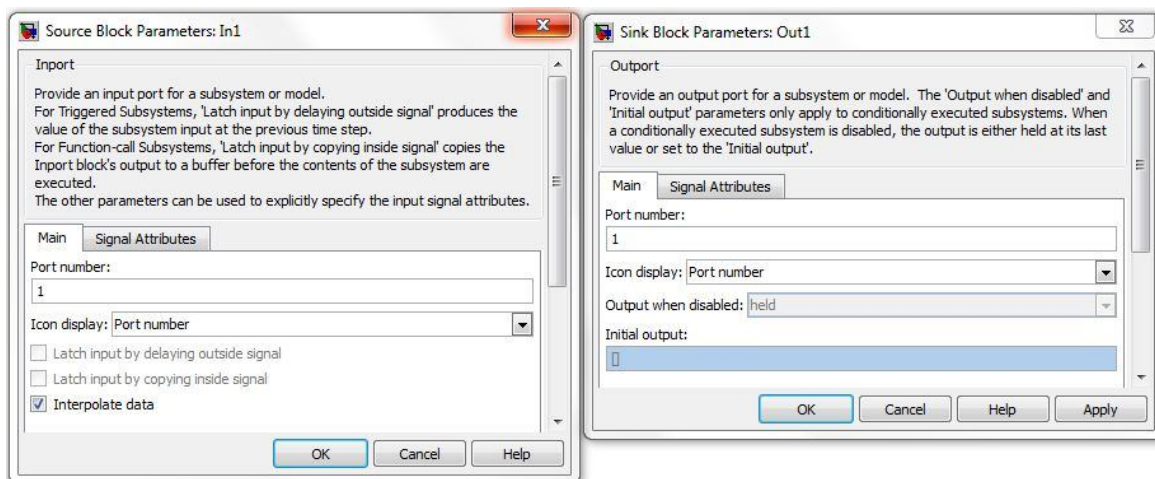 Source Block Parameters: In1
Inport
Provide an input port for a subsystem or model.
For Triggered Subsystems, 'Latch input by delaying outside signal' produces the
value of the subsystem input at the previous time step.
For Function-call Subsystems, 'Latch input by copying inside signal' copies the
Inport block's output to a buffer before the contents of the subsystem are
executed.
The other parameters can be used to explicitly specify the input signal attributes.
Main
Signal Attributes
Port number:
1
Icon display: Port number
Latch input by delaying outside signal
Latch input by copying inside signal
Interpolate data
OK
Cancel
Help
Sink Block Parameters: Out1
Outport
Provide an output port for a subsystem or model. The 'Output when disabled' and
'Initial output' parameters only apply to conditionally executed subsystems. When
a conditionally executed subsystem is disabled, the output is either held at its last
value or set to the 'Initial output'.
Main
Signal Attributes
Port number:
1
Icon display: Port number
Output when disabled: held
Initial output:
[]
OK
Cancel
Help
Apply